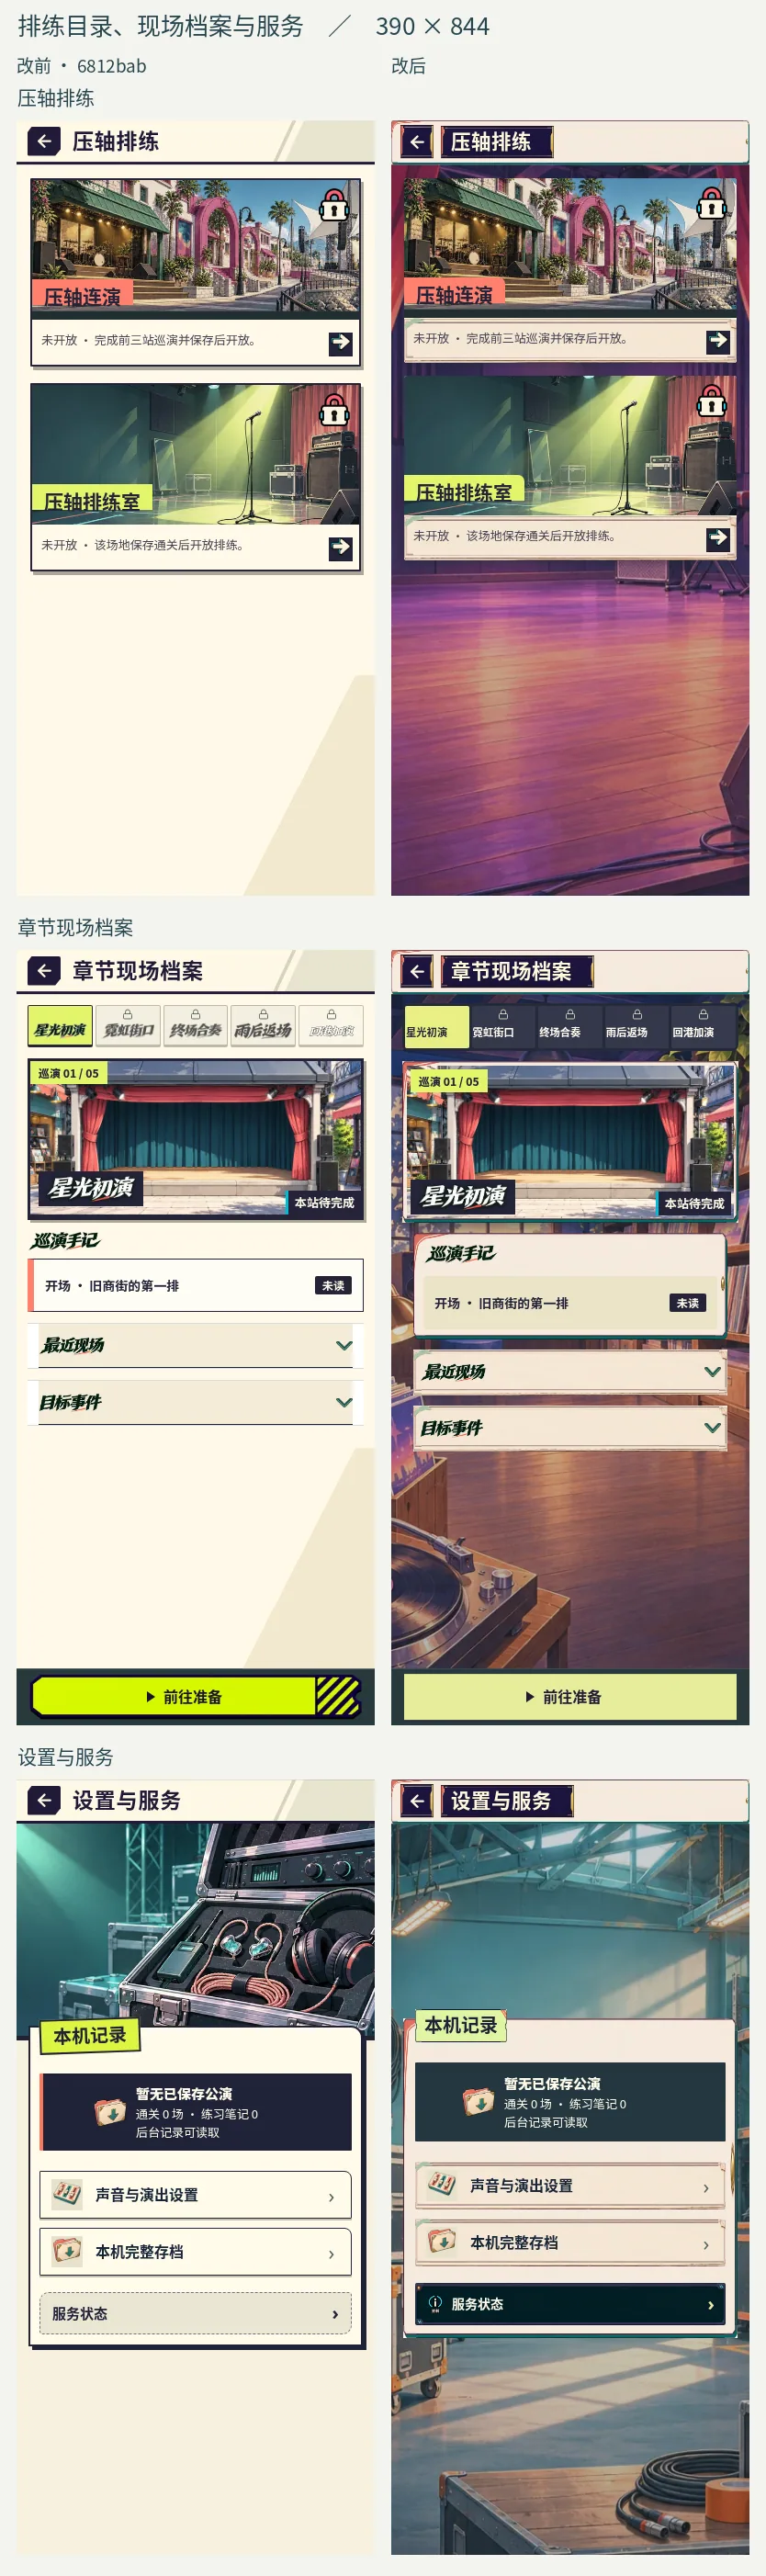 排练目录、现场档案与服务 ／ 390 × 844
改前 · 6812bab
改后
压轴排练
压轴排练
压轴连演
未开放 · 完成前三站巡演并保存后开放。
压轴排练室
未开放 · 该场地保存通关后开放排练。
压轴排练
压轴连演
未开放 · 完成前三站巡演并保存后开放。
压轴排练室
未开放 · 该场地保存通关后开放排练。
章节现场档案
章节现场档案
星光初演
霓虹街口
终场合奏
雨后返场
回港加演
巡演 01 / 05
星光初演
本站待完成
巡演手记
开场 · 旧商街的第一排
未读
最近现场
目标事件
前往准备
章节现场档案
星光初演
霓虹街口
终场合奏
雨后返场
回港加演
巡演 01 / 05
星光初演
本站待完成
巡演手记
开场 · 旧商街的第一排
未读
最近现场
目标事件
前往准备
设置与服务
设置与服务
本机记录
暂无已保存公演
通关 0 场 · 练习笔记 0
后台记录可读取
声音与演出设置
本机完整存档
服务状态
设置与服务
本机记录
暂无已保存公演
通关 0 场 · 练习笔记 0
后台记录可读取
声音与演出设置
本机完整存档
服务状态